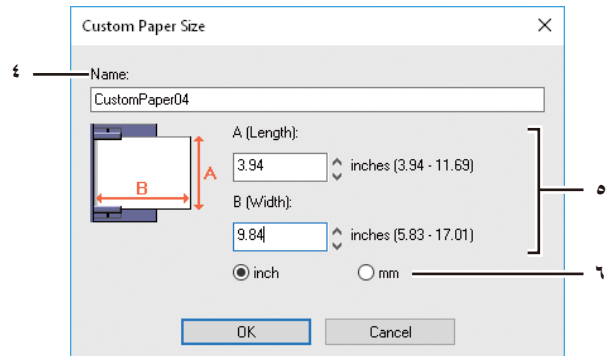 Custom Paper Size
٤
Name:
CustomPaper04
A (Length):
3.94 inches (3.94 - 11.69)
A
B
٥
B (Width):
9.84 inches (5.83 - 17.01)
inch mm
٦
OK Cancel